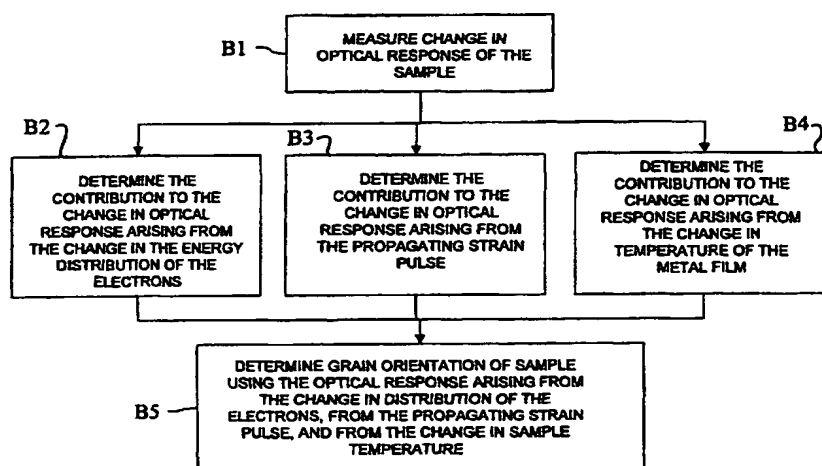 B1
MEASURE CHANGE IN
OPTICAL RESPONSE OF THE
SAMPLE
B2
DETERMINE THE
CONTRIBUTION TO THE
CHANGE IN OPTICAL
RESPONSE ARISING FROM
THE CHANGE IN THE ENERGY
DISTRIBUTION OF THE
ELECTRONS
B3
DETERMINE THE
CONTRIBUTION TO THE
CHANGE IN OPTICAL
RESPONSE ARISING FROM
THE PROPAGATING STRAIN
PULSE
B4
DETERMINE THE
CONTRIBUTION TO THE
CHANGE IN OPTICAL
RESPONSE ARISING FROM
THE CHANGE IN
TEMPERATURE OF THE
METAL FILM
B5
DETERMINE GRAIN ORIENTATION OF SAMPLE
USING THE OPTICAL RESPONSE ARISING FROM
THE CHANGE IN DISTRIBUTION OF THE
ELECTRONS, FROM THE PROPAGATING STRAIN
PULSE, AND FROM THE CHANGE IN SAMPLE
TEMPERATURE